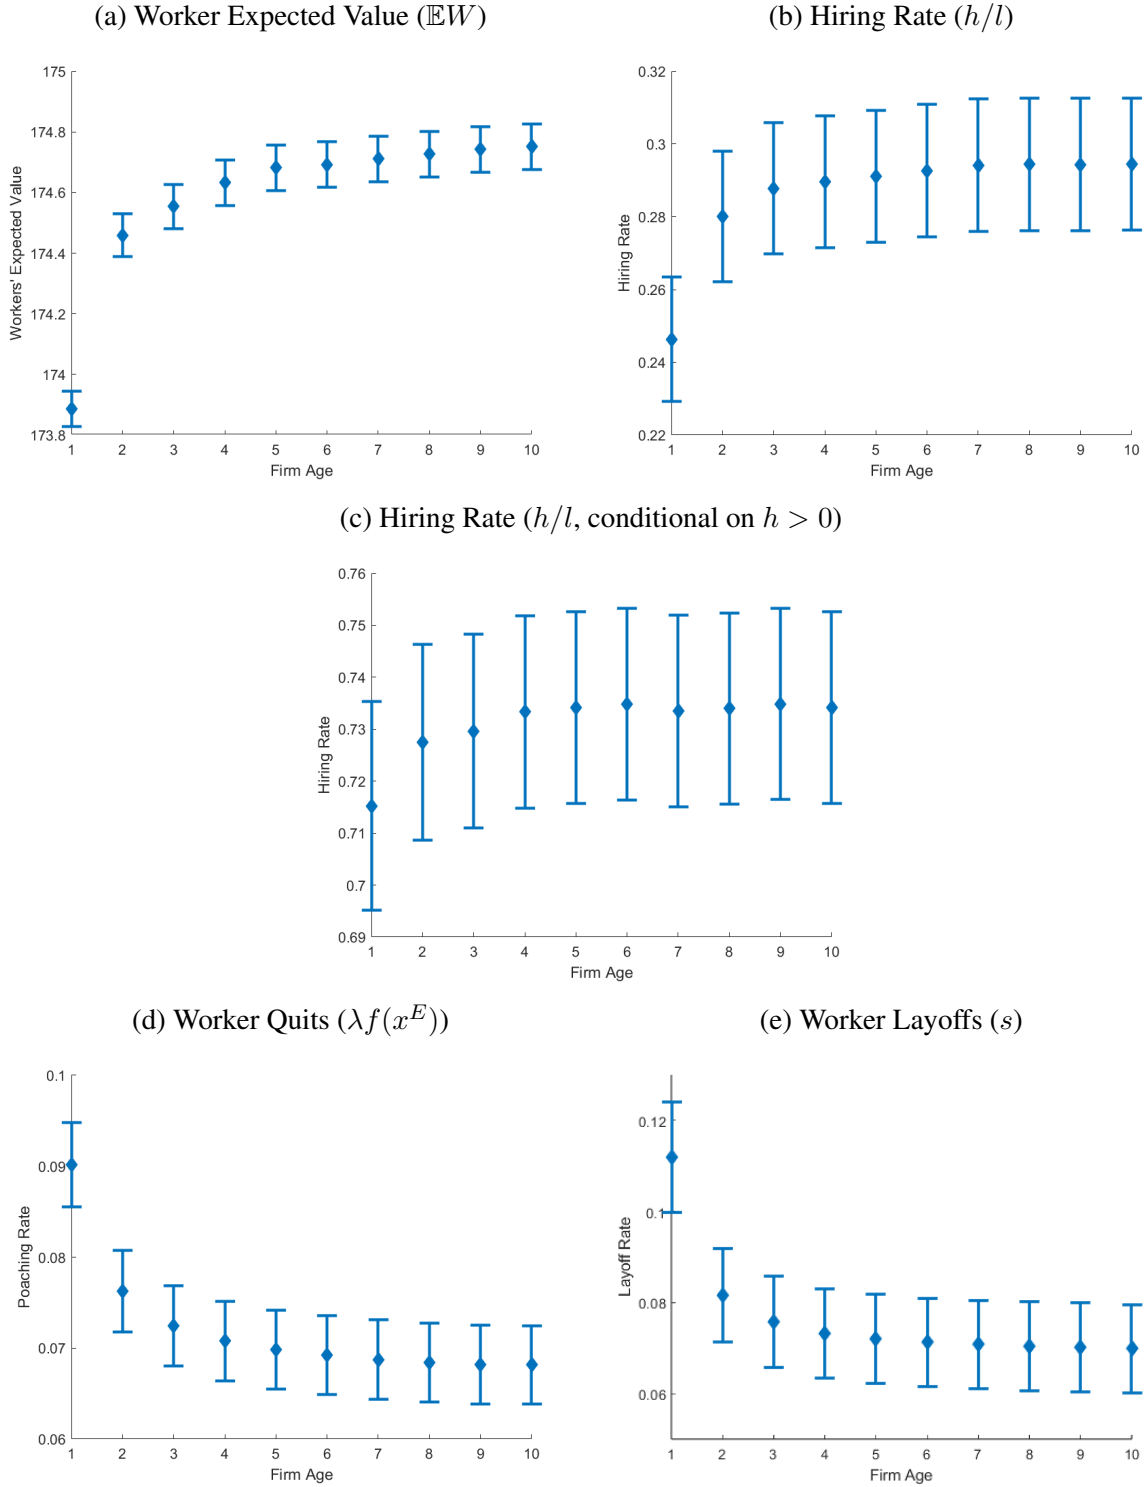 (a) Worker Expected Value (𝔼W)
175
174.8
174.6
174.4
174.2
174
173.8
Workers' Expected Value
1 2 3 4 5 6 7 8 9 10
Firm Age
(b) Hiring Rate (h/l)
0.32
0.3
0.28
0.26
0.24
0.22
Hiring Rate
1 2 3 4 5 6 7 8 9 10
Firm Age
(c) Hiring Rate (h/l, conditional on h > 0)
0.76
0.75
0.74
0.73
0.72
0.71
0.7
0.69
Hiring Rate
1 2 3 4 5 6 7 8 9 10
Firm Age
(d) Worker Quits (λf(x^E))
0.1
0.09
0.08
0.07
0.06
Poaching Rate
1 2 3 4 5 6 7 8 9 10
Firm Age
(e) Worker Layoffs (s)
0.12
0.1
0.08
0.06
Layoff Rate
1 2 3 4 5 6 7 8 9 10
Firm Age